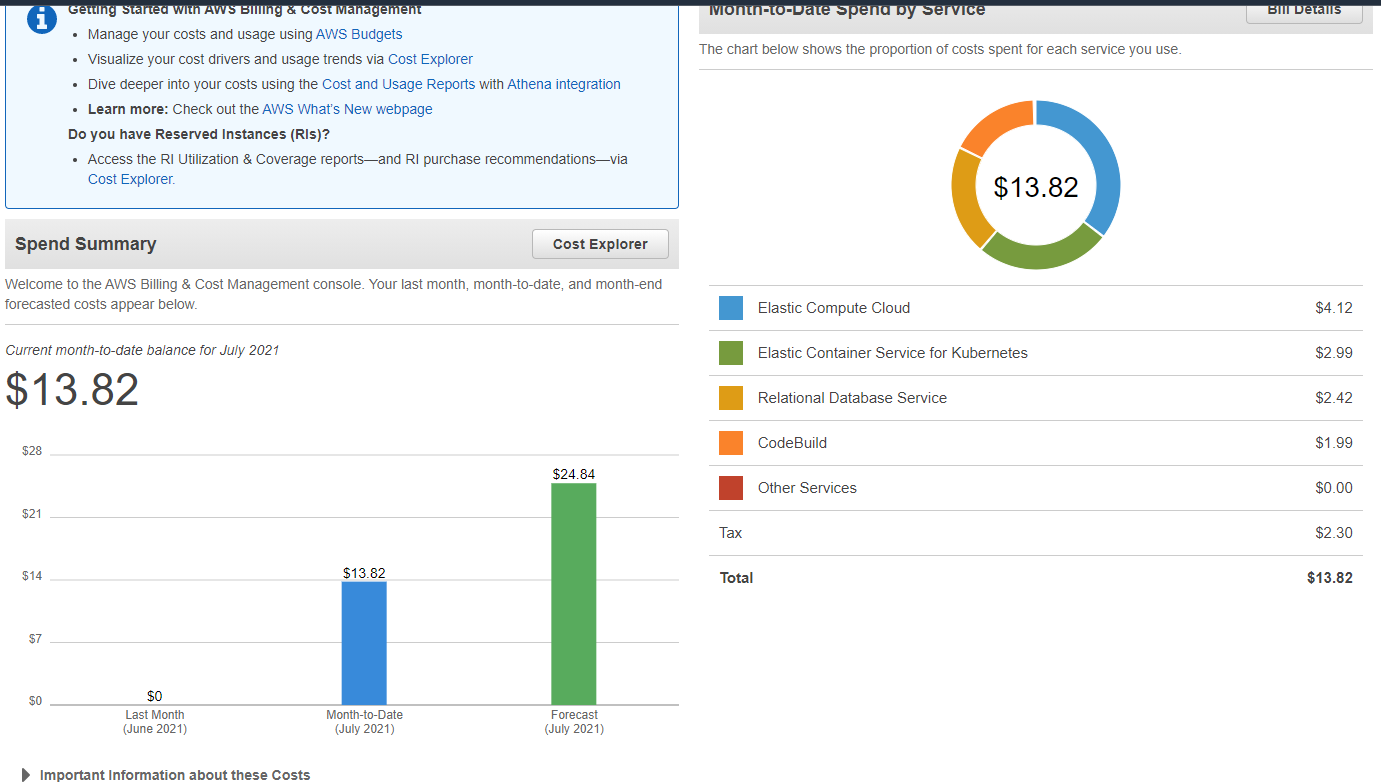 Getting Started with AWS Billing & Cost Management
Manage your costs and usage using AWS Budgets
Visualize your cost drivers and usage trends via Cost Explorer
Dive deeper into your costs using the Cost and Usage Reports with Athena integration
Learn more: Check out the AWS What's New webpage
Do you have Reserved Instances (RIs)?
Access the RI Utilization & Coverage reports—and RI purchase recommendations—via
Cost Explorer.
Spend Summary
Cost Explorer
Welcome to the AWS Billing & Cost Management console. Your last month, month-to-date, and month-end
forecasted costs appear below.
Current month-to-date balance for July 2021
$13.82
$28
$21
$14
$7
$0
$0
$13.82
$24.84
Last Month
(June 2021)
Month-to-Date
(July 2021)
Forecast
(July 2021)
Important Information about these Costs
Month-to-Date Spend by Service
Bill Details
The chart below shows the proportion of costs spent for each service you use.
$13.82
Elastic Compute Cloud $4.12
Elastic Container Service for Kubernetes $2.99
Relational Database Service $2.42
CodeBuild $1.99
Other Services $0.00
Tax $2.30
Total $13.82